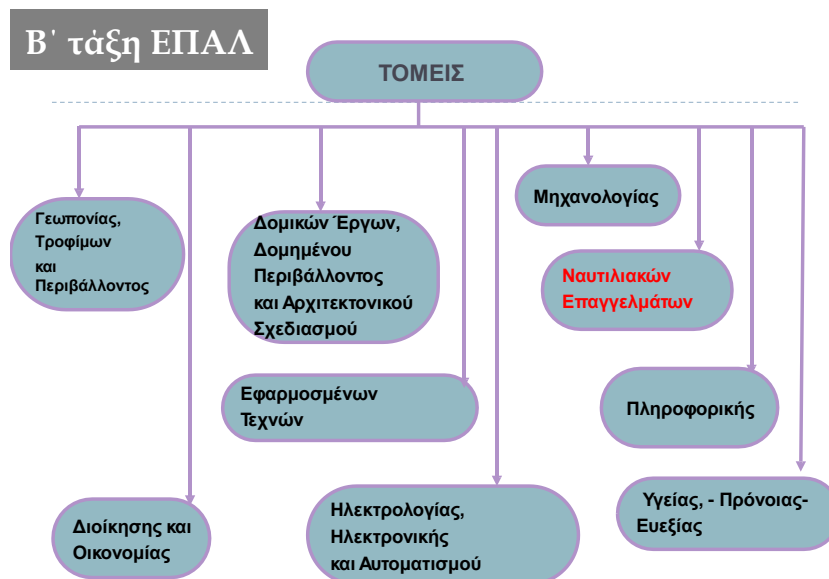 Β΄ τάξη ΕΠΑΛ
ΤΟΜΕΙΣ
Γεωπονίας,
Τροφίμων
και
Περιβάλλοντος
Δομικών Έργων,
Δομημένου
Περιβάλλοντος
και Αρχιτεκτονικού
Σχεδιασμού
Μηχανολογίας
Ναυτιλιακών
Επαγγελμάτων
Εφαρμοσμένων
Τεχνών
Πληροφορικής
Διοίκησης και
Οικονομίας
Ηλεκτρολογίας,
Ηλεκτρονικής
και Αυτοματισμού
Υγείας, - Πρόνοιας-
Ευεξίας